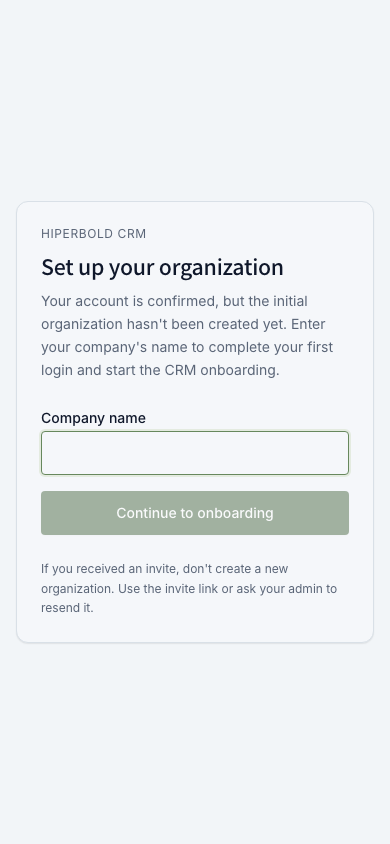 HIPERBOLD CRM
Set up your organization
Your account is confirmed, but the initial
organization hasn't been created yet. Enter
your company's name to complete your first
login and start the CRM onboarding.
Company name
Continue to onboarding
If you received an invite, don't create a new
organization. Use the invite link or ask your admin to
resend it.